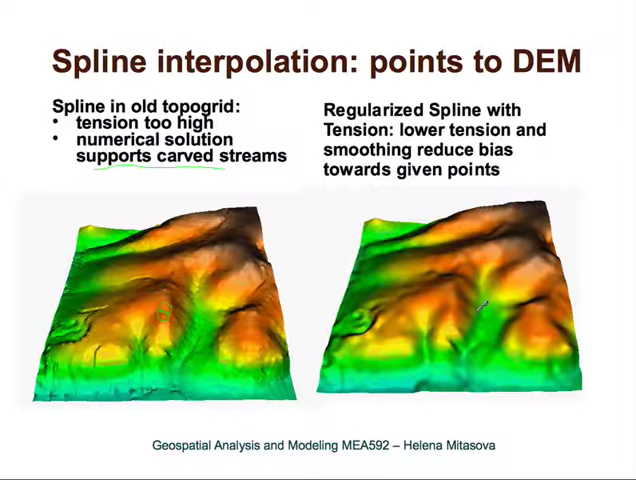 Spline interpolation: points to DEM
Spline in old topogrid:
• tension too high
• numerical solution
supports carved streams
Regularized Spline with
Tension: lower tension and
smoothing reduce bias
towards given points
Geospatial Analysis and Modeling MEA592 – Helena Mitasova